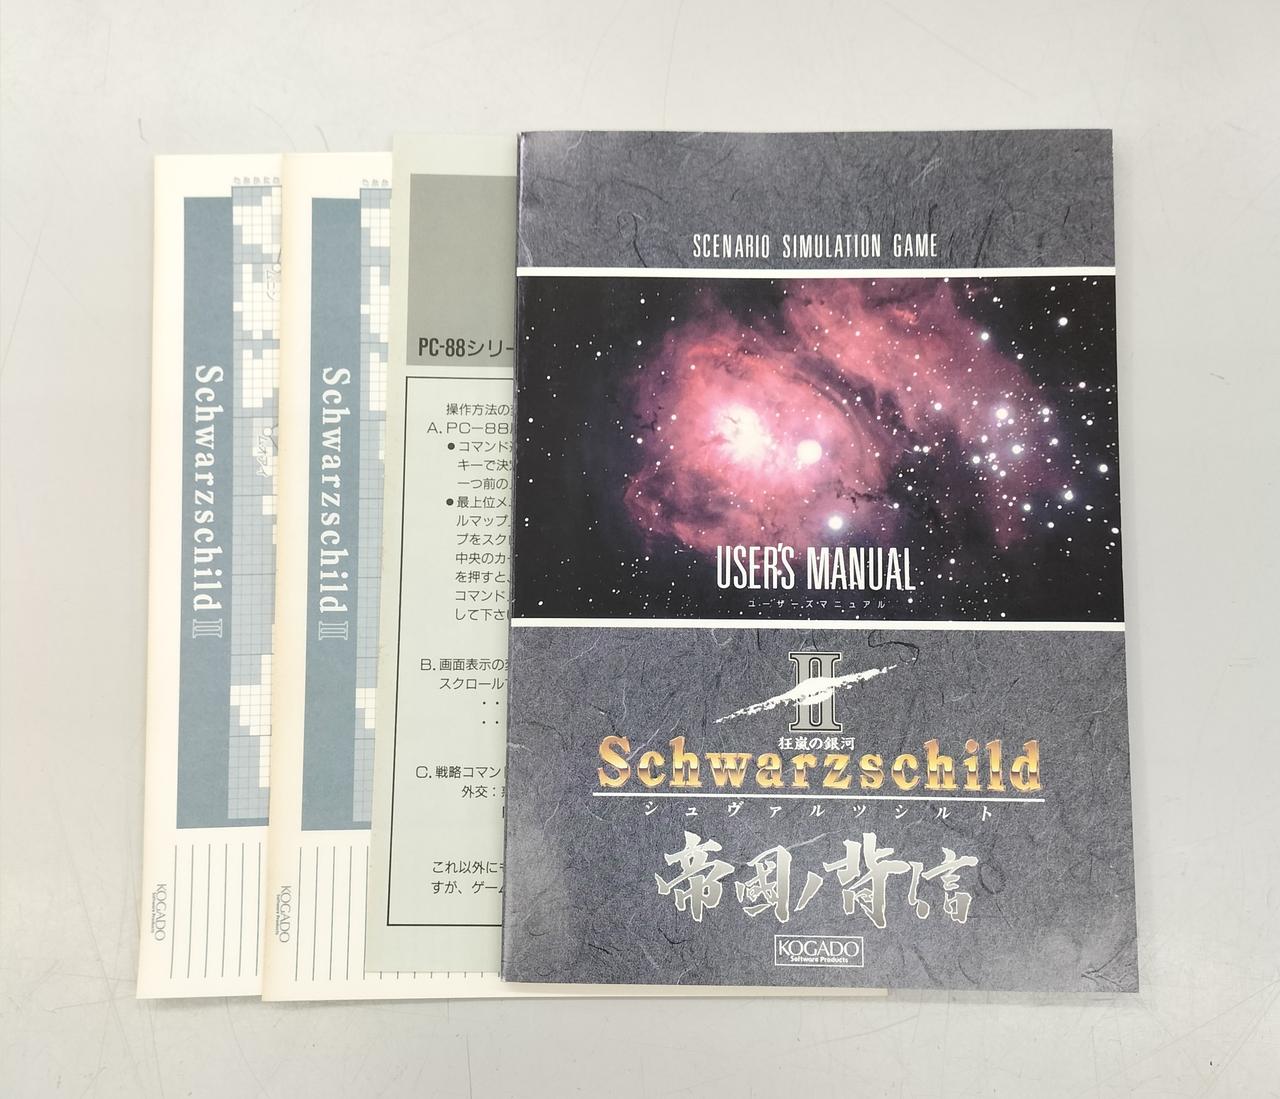 SCENARIO SIMULATION GAME
USER'S MANUAL
ユーザーズマニュアル
II
狂嵐の銀河
Schwarzschild
シュヴァルツシルト
帝国ノ背信
KOGADO
Software Products
PC-88シリー
操作方法の
A.PC-88
●コマンド
キーで決
一つ前の
●最上位メ
ルマップ
プをスク
中央のカー
を押すと、
コマンド
して下さ
B.画面表示の
スクロール
・・
・・
C.戦略コマン
外交：
これ以外に
すが、ゲー
Schwarzschild II
KOGADO
Software Products
Schwarzschild II
KOGADO
Software Products